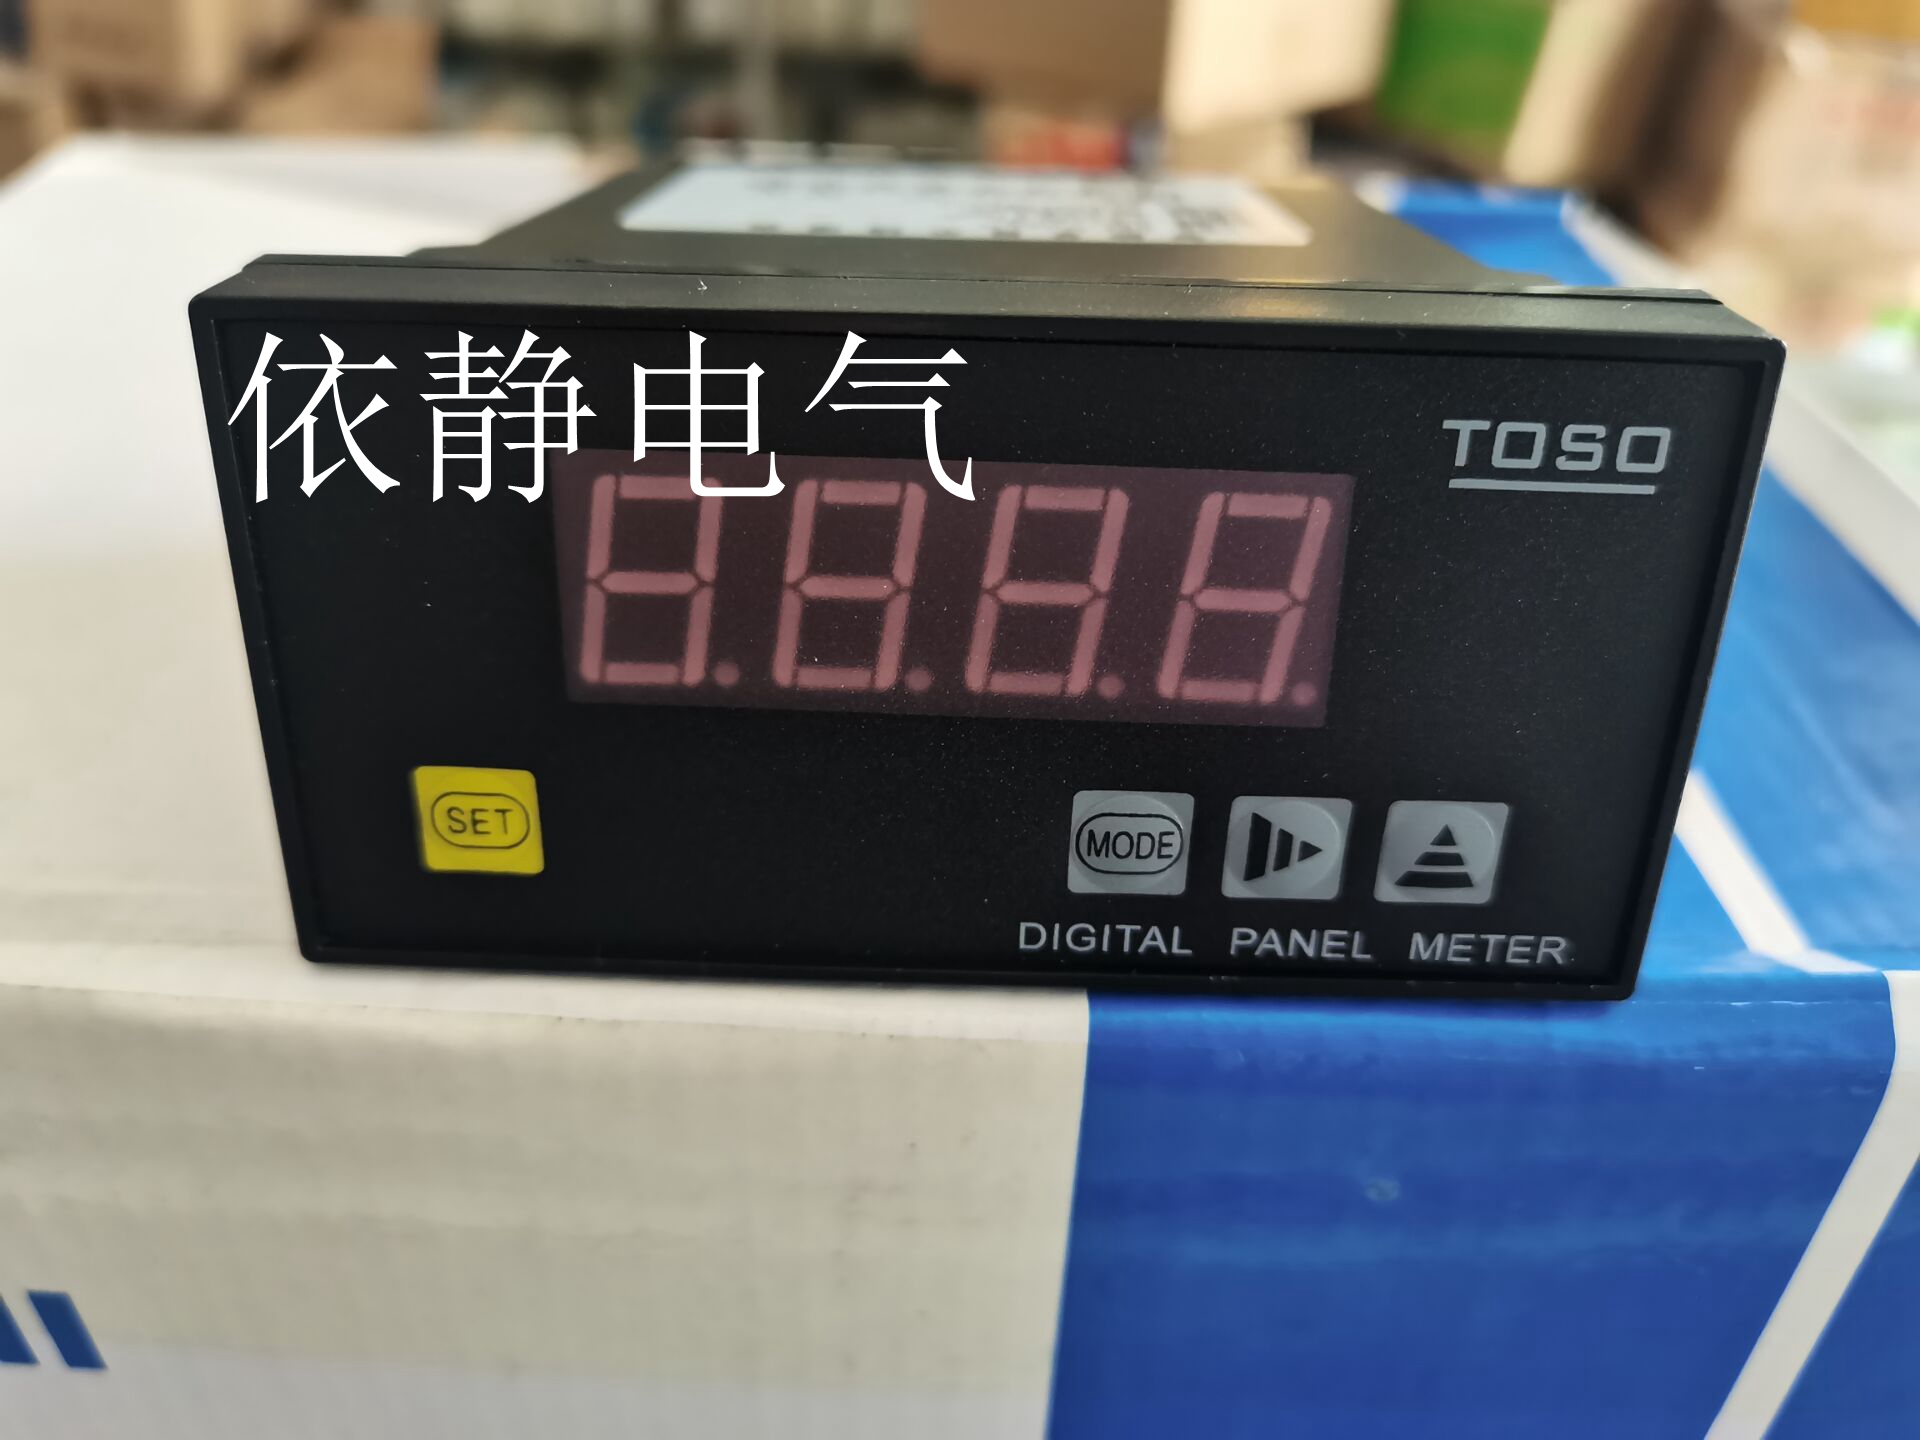 依静电气
TOSO
SET
MODE
DIGITAL PANEL METER